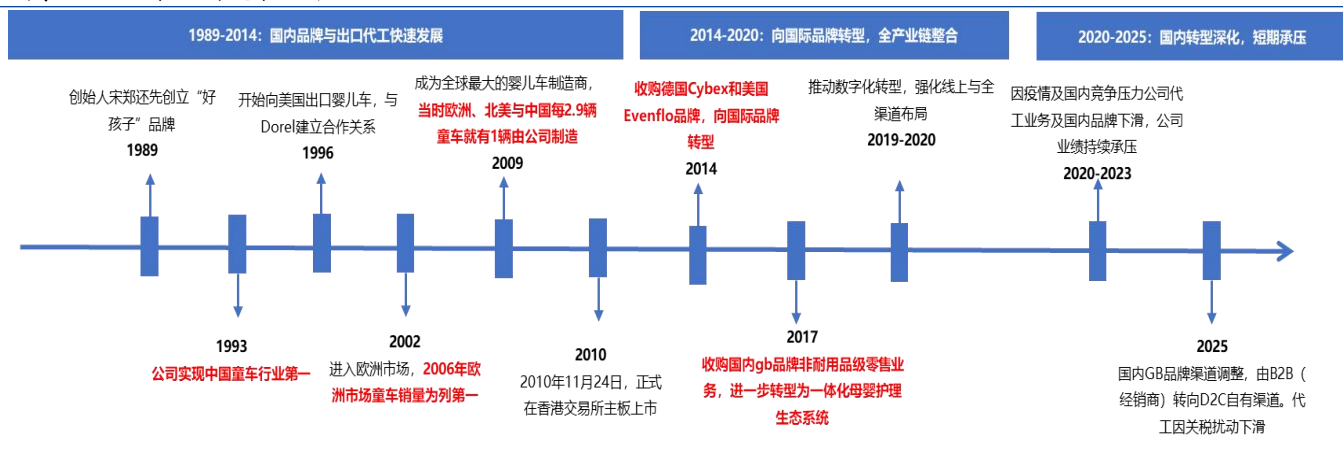 1989-2014：国内品牌与出口代工快速发展
2014-2020：向国际品牌转型，全产业链整合
2020-2025：国内转型深化，短期承压
创始人宋郑还先创立“好
孩子”品牌
1989
开始向美国出口婴儿车，与
Dorel建立合作关系
1996
成为全球最大的婴儿车制造商，
当时欧洲、北美与中国每2.9辆
童车就有1辆由公司制造
2009
收购德国Cybex和美国
Evenflo品牌，向国际品牌
转型
2014
推动数字化转型，强化线上与全
渠道布局
2019-2020
因疫情及国内竞争压力公司代
工业务及国内品牌下滑，公司
业绩持续承压
2020-2023
1993
公司实现中国童车行业第一
2002
进入欧洲市场，2006年欧
洲市场童车销量为列第一
2010
2010年11月24日，正式
在香港交易所主板上市
2017
收购国内gb品牌非耐用品级零售业
务，进一步转型为一体化母婴护理
生态系统
2025
国内GB品牌渠道调整，由B2B（
经销商）转向D2C自有渠道。代
工因关税扰动下滑